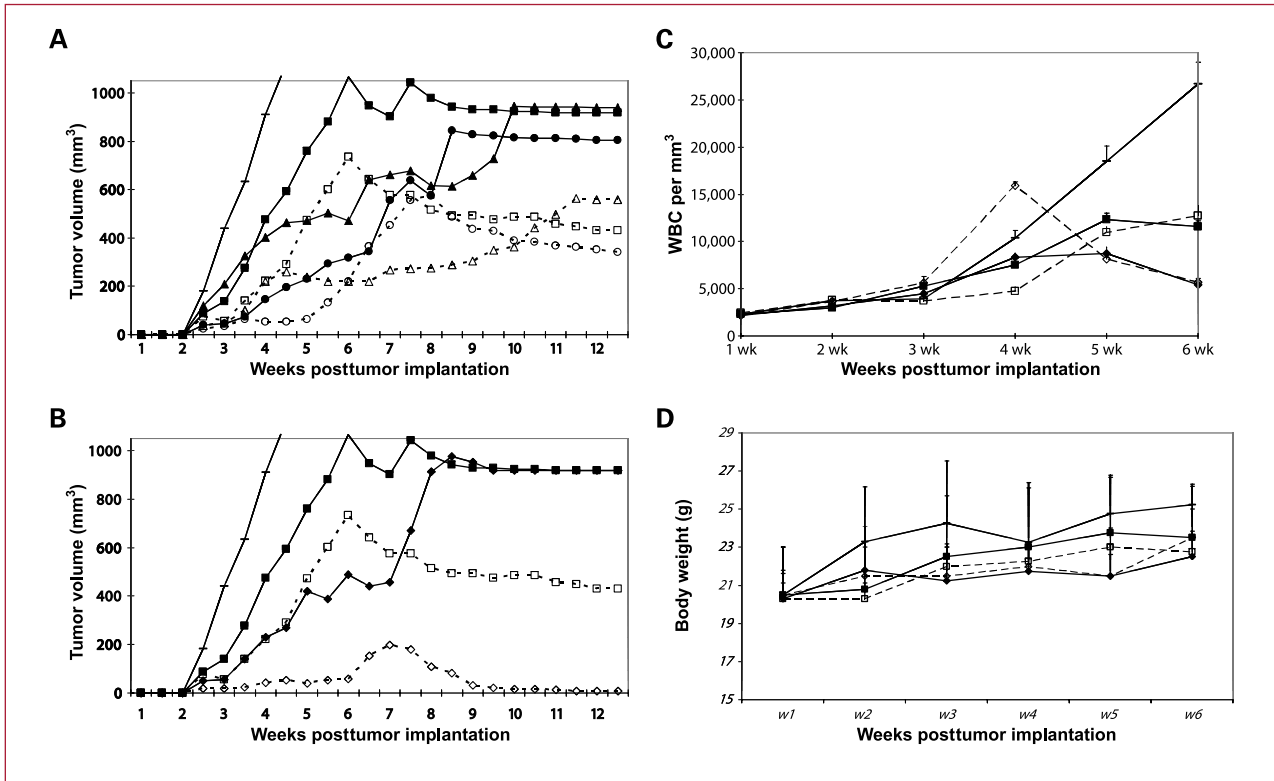 A
1000
800
600
400
200
0
Tumor volume (mm3)
1 2 3 4 5 6 7 8 9 10 11 12
Weeks posttumor implantation
B
1000
800
600
400
200
0
Tumor volume (mm3)
1 2 3 4 5 6 7 8 9 10 11 12
Weeks posttumor implantation
C
30,000
25,000
20,000
15,000
10,000
5,000
0
WBC per mm3
1 wk 2 wk 3 wk 4 wk 5 wk 6 wk
Weeks posttumor implantation
D
29
27
25
23
21
19
17
15
Body weight (g)
w1 w2 w3 w4 w5 w6
Weeks posttumor implantation